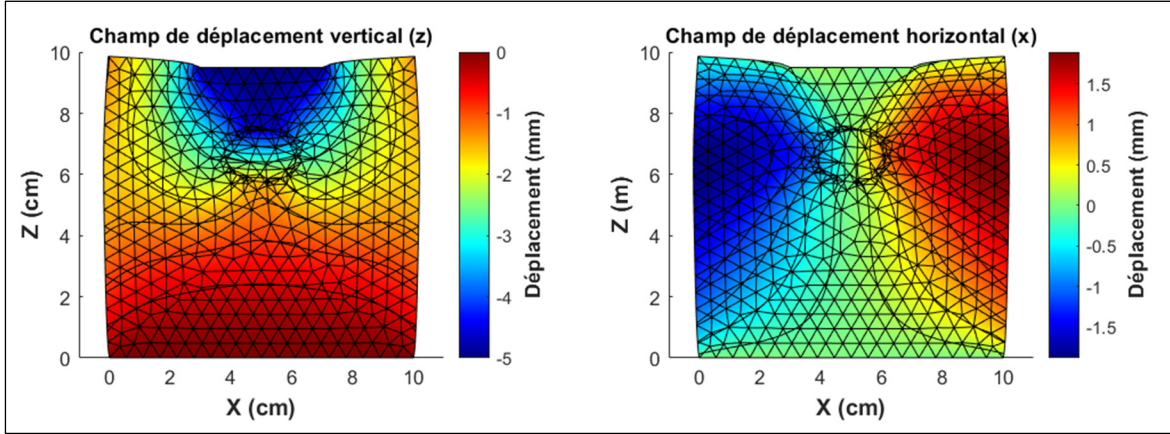 Champ de déplacement vertical (z)
10
8
6
4
2
0
Z (cm)
0 2 4 6 8 10
X (cm)
0
-1
-2
-3
-4
-5
Déplacement (mm)
Champ de déplacement horizontal (x)
10
8
6
4
2
0
Z (m)
0 2 4 6 8 10
X (cm)
1.5
1
0.5
0
-0.5
-1
-1.5
Déplacement (mm)